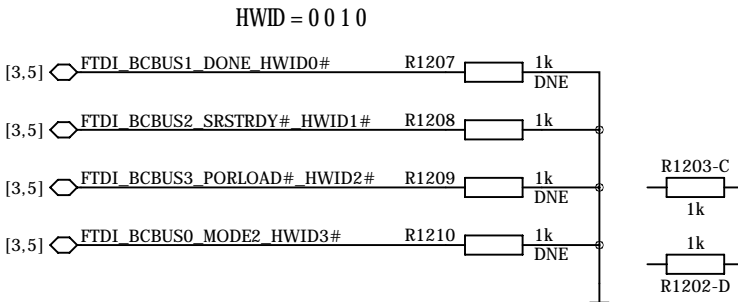 HWID = 0 0 1 0
[3,5] FTDI_BCBUS1_DONE_HWID0# R1207 1k
DNE
[3,5] FTDI_BCBUS2_SRSTRDY#_HWID1# R1208 1k
[3,5] FTDI_BCBUS3_PORLOAD#_HWID2# R1209 1k
DNE
R1203-C
1k
[3,5] FTDI_BCBUS0_MODE2_HWID3# R1210 1k
DNE
1k
R1202-D